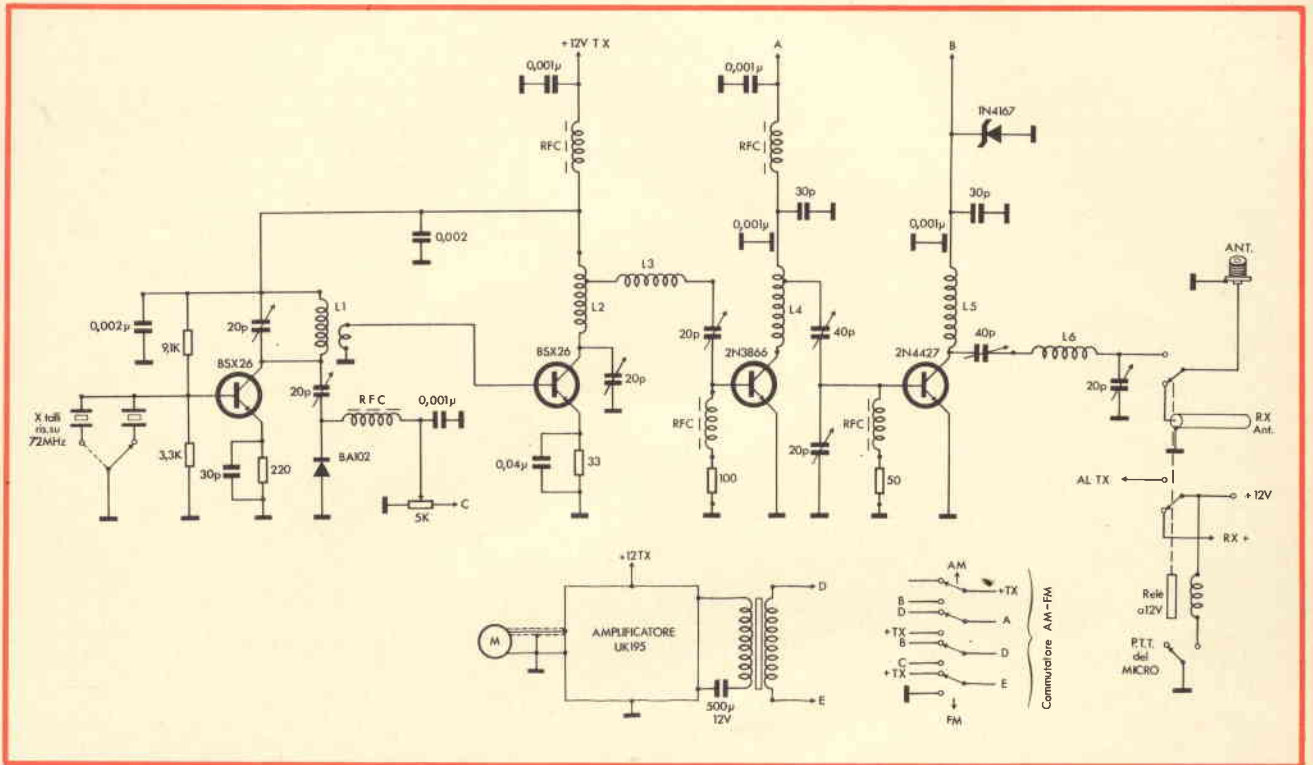 +12V TX
A
B
0,001µ
0,001µ
1N4167
RFC
RFC
30p
30p
0,001µ
0,001µ
ANT.
0,002
L3
L1
L2
L4
L5
0,002µ
20p
9,1K
BSX26
20p
BSX26
20p
20p
2N3866
40p
2N4427
40p
L6
20p
RX
Ant.
X talli
ris. su
72MHz
RFC
0,001µ
3,3K
30p
220
BA102
0,04µ
33
RFC
100
20p
RFC
50
5K
C
AL TX
+12V
RX +
+12TX
AM
+TX
B
D
A
+TX
B
D
C
+TX
E
FM
Commutatore AM-FM
M
AMPLIFICATORE
UK195
D
E
500µ
12V
Relè
a12V
P.T.T.
del
MICRO